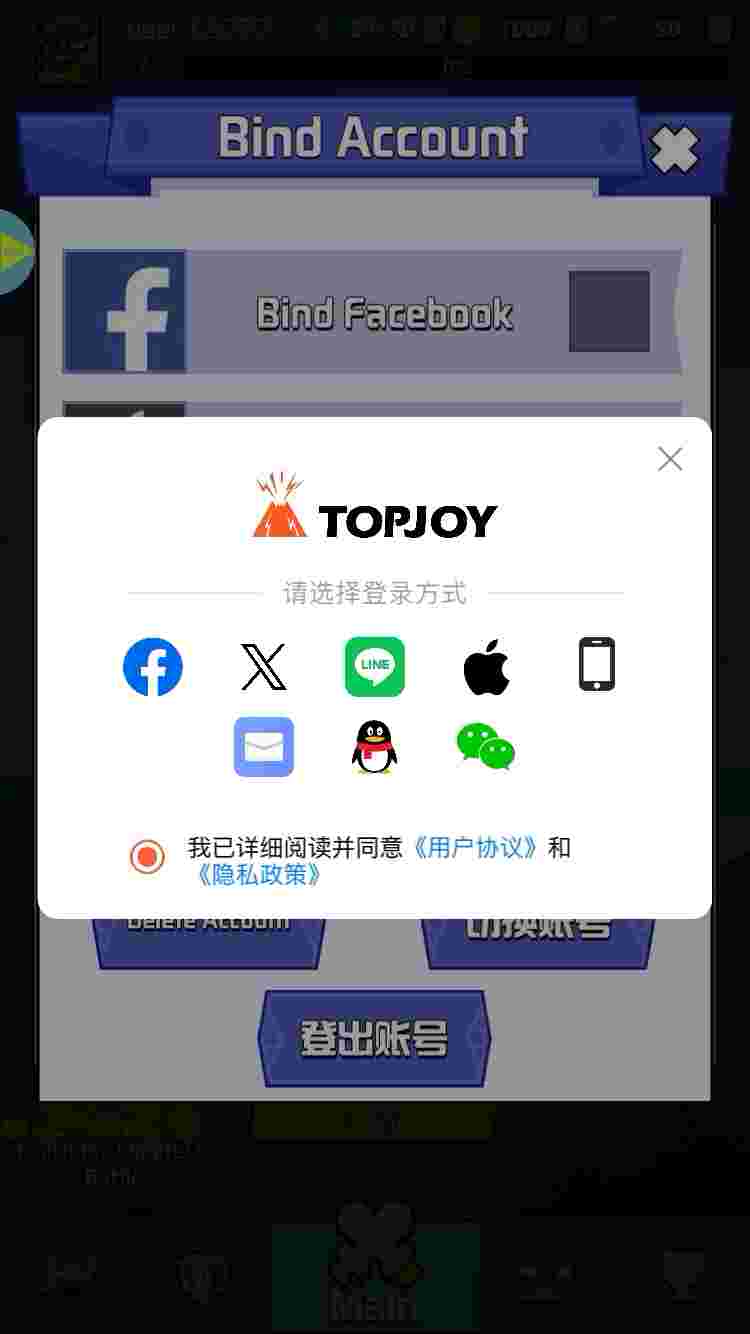 Bind Account
Bind Facebook
TOPJOY
请选择登录方式
LINE
我已详细阅读并同意《用户协议》和
《隐私政策》
Delete Account
切换账号
登出账号
Main